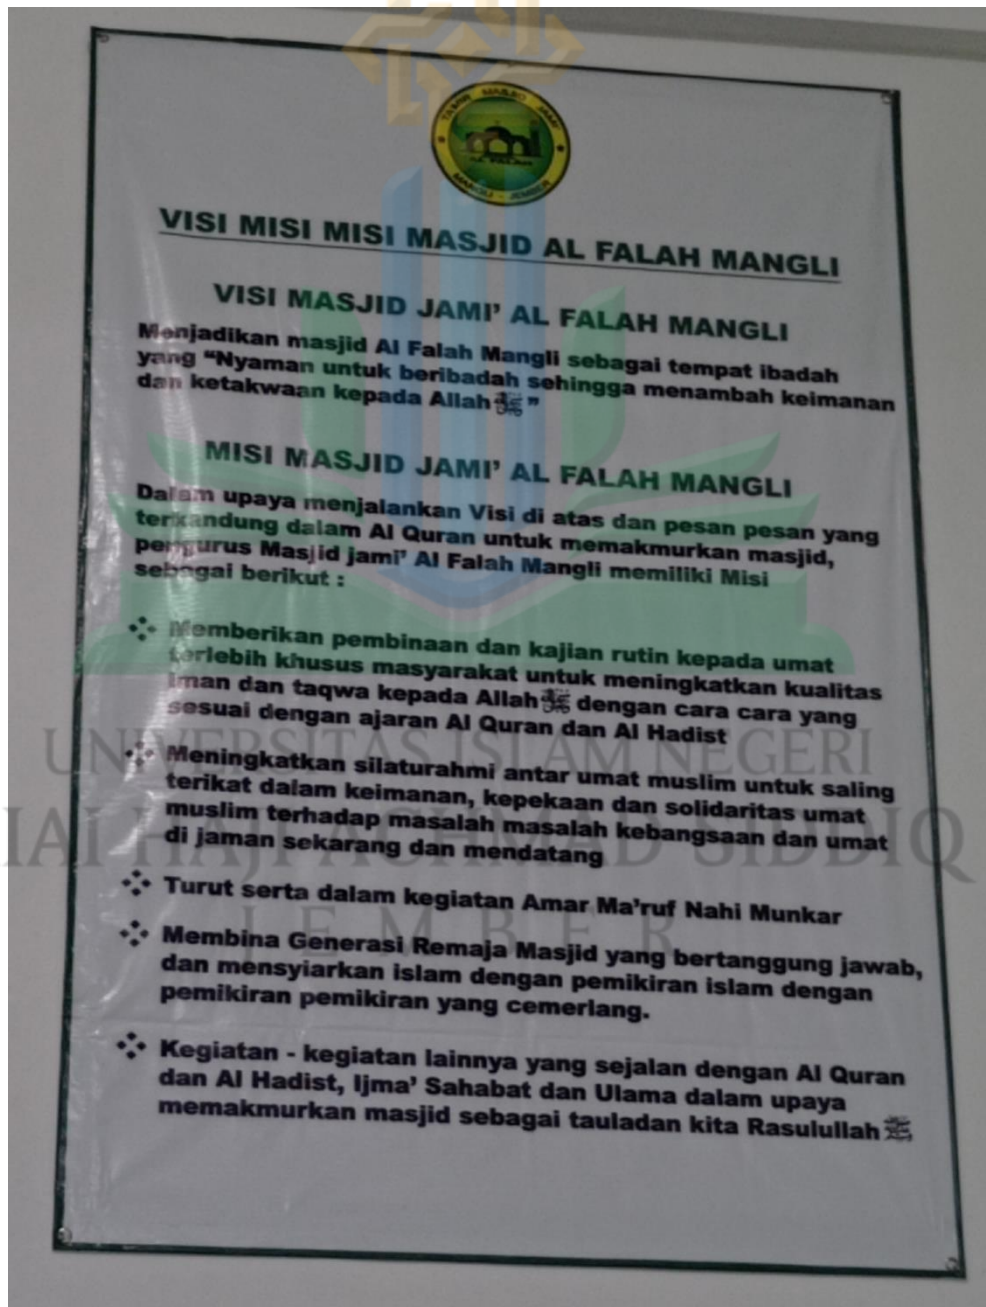 TA'MIR MASJID JAMI'
AL FALAH
MANGLI - JEMBER
VISI MISI MISI MASJID AL FALAH MANGLI
VISI MASJID JAMI' AL FALAH MANGLI
Menjadikan masjid Al Falah Mangli sebagai tempat ibadah
yang “Nyaman untuk beribadah sehingga menambah keimanan
dan ketakwaan kepada Allah ”
MISI MASJID JAMI' AL FALAH MANGLI
Dalam upaya menjalankan Visi di atas dan pesan pesan yang
terkandung dalam Al Quran untuk memakmurkan masjid,
pengurus Masjid jami' Al Falah Mangli memiliki Misi
sebagai berikut :
❖ Memberikan pembinaan dan kajian rutin kepada umat
terlebih khusus masyarakat untuk meningkatkan kualitas
iman dan taqwa kepada Allah dengan cara cara yang
sesuai dengan ajaran Al Quran dan Al Hadist
❖ Meningkatkan silaturahmi antar umat muslim untuk saling
terikat dalam keimanan, kepekaan dan solidaritas umat
muslim terhadap masalah masalah kebangsaan dan umat
di jaman sekarang dan mendatang
❖ Turut serta dalam kegiatan Amar Ma'ruf Nahi Munkar
❖ Membina Generasi Remaja Masjid yang bertanggung jawab,
dan mensyiarkan islam dengan pemikiran islam dengan
pemikiran pemikiran yang cemerlang.
❖ Kegiatan - kegiatan lainnya yang sejalan dengan Al Quran
dan Al Hadist, Ijma' Sahabat dan Ulama dalam upaya
memakmurkan masjid sebagai tauladan kita Rasulullah ﷺ
UNIVERSITAS ISLAM NEGERI
IAI HAJI ACHMAD SIDDIQ
JEMBER